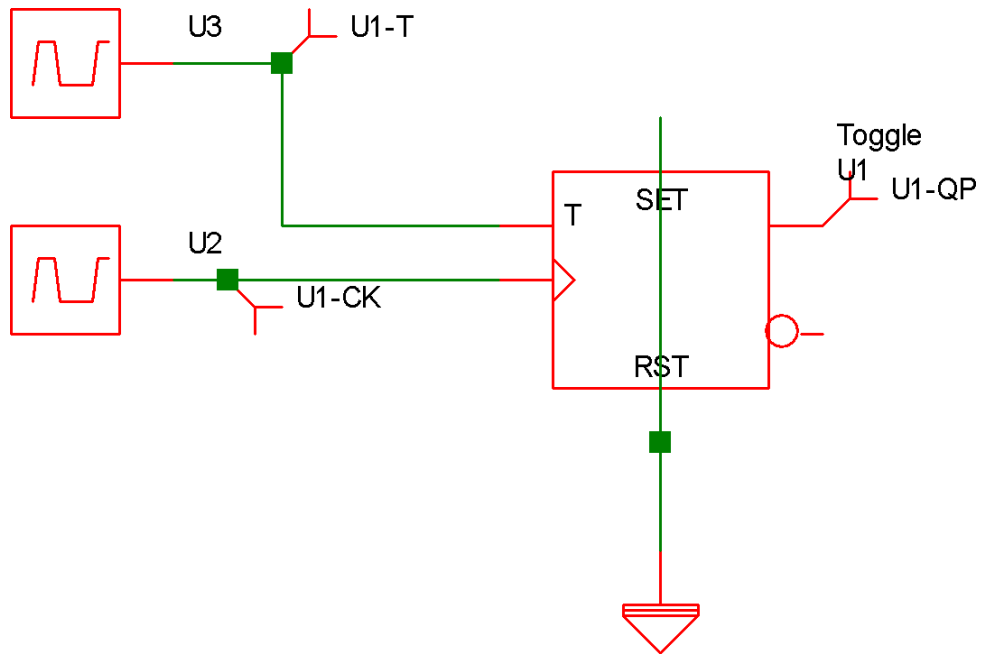 U3
U1-T
Toggle
U1
U1-QP
SET
T
U2
U1-CK
RST